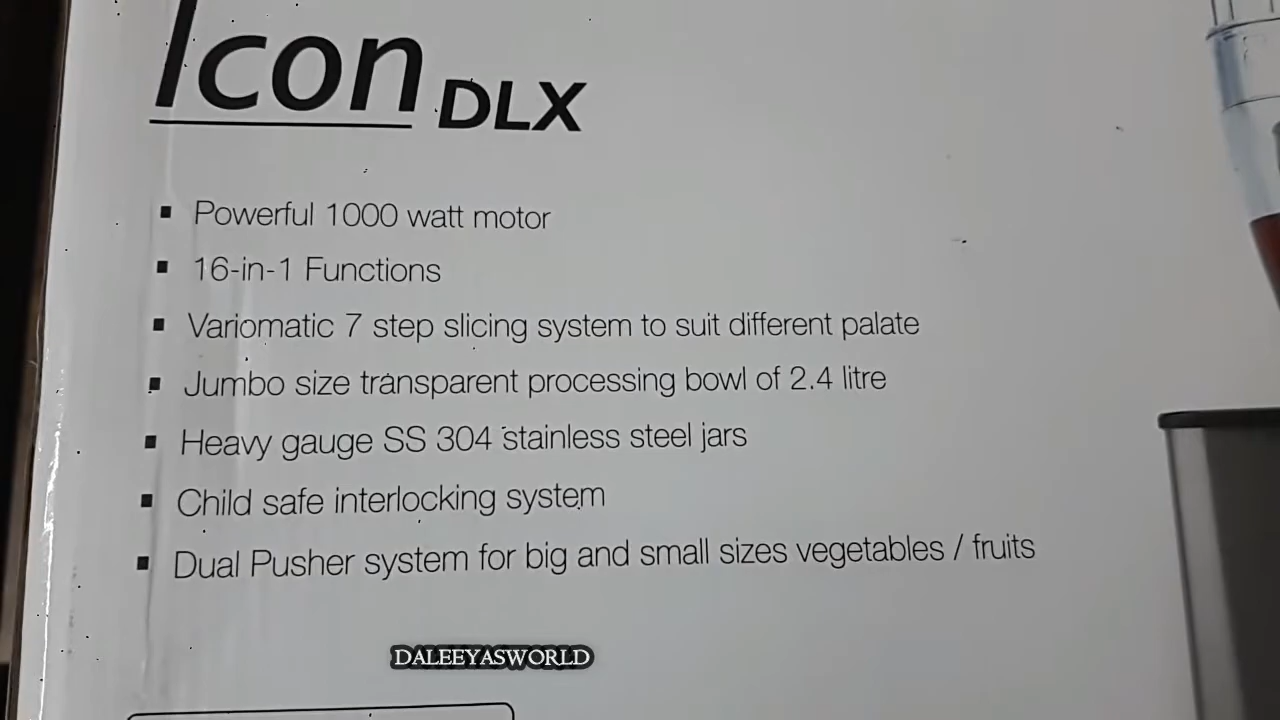 Icon DLX
▪ Powerful 1000 watt motor
▪ 16-in-1 Functions
▪ Variomatic 7 step slicing system to suit different palate
▪ Jumbo size transparent processing bowl of 2.4 litre
▪ Heavy gauge SS 304 stainless steel jars
▪ Child safe interlocking system
▪ Dual Pusher system for big and small sizes vegetables / fruits
DALEEYASWORLD